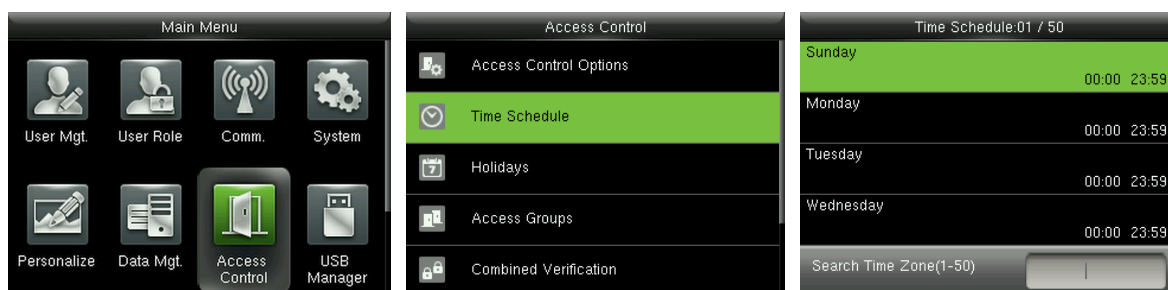 Main Menu
User Mgt.
User Role
Comm.
System
Personalize
Data Mgt.
Access
Control
USB
Manager
Access Control
Access Control Options
Time Schedule
7
Holidays
Access Groups
Combined Verification
Time Schedule:01 / 50
Sunday
00:00 23:59
Monday
00:00 23:59
Tuesday
00:00 23:59
Wednesday
00:00 23:59
Search Time Zone(1-50)